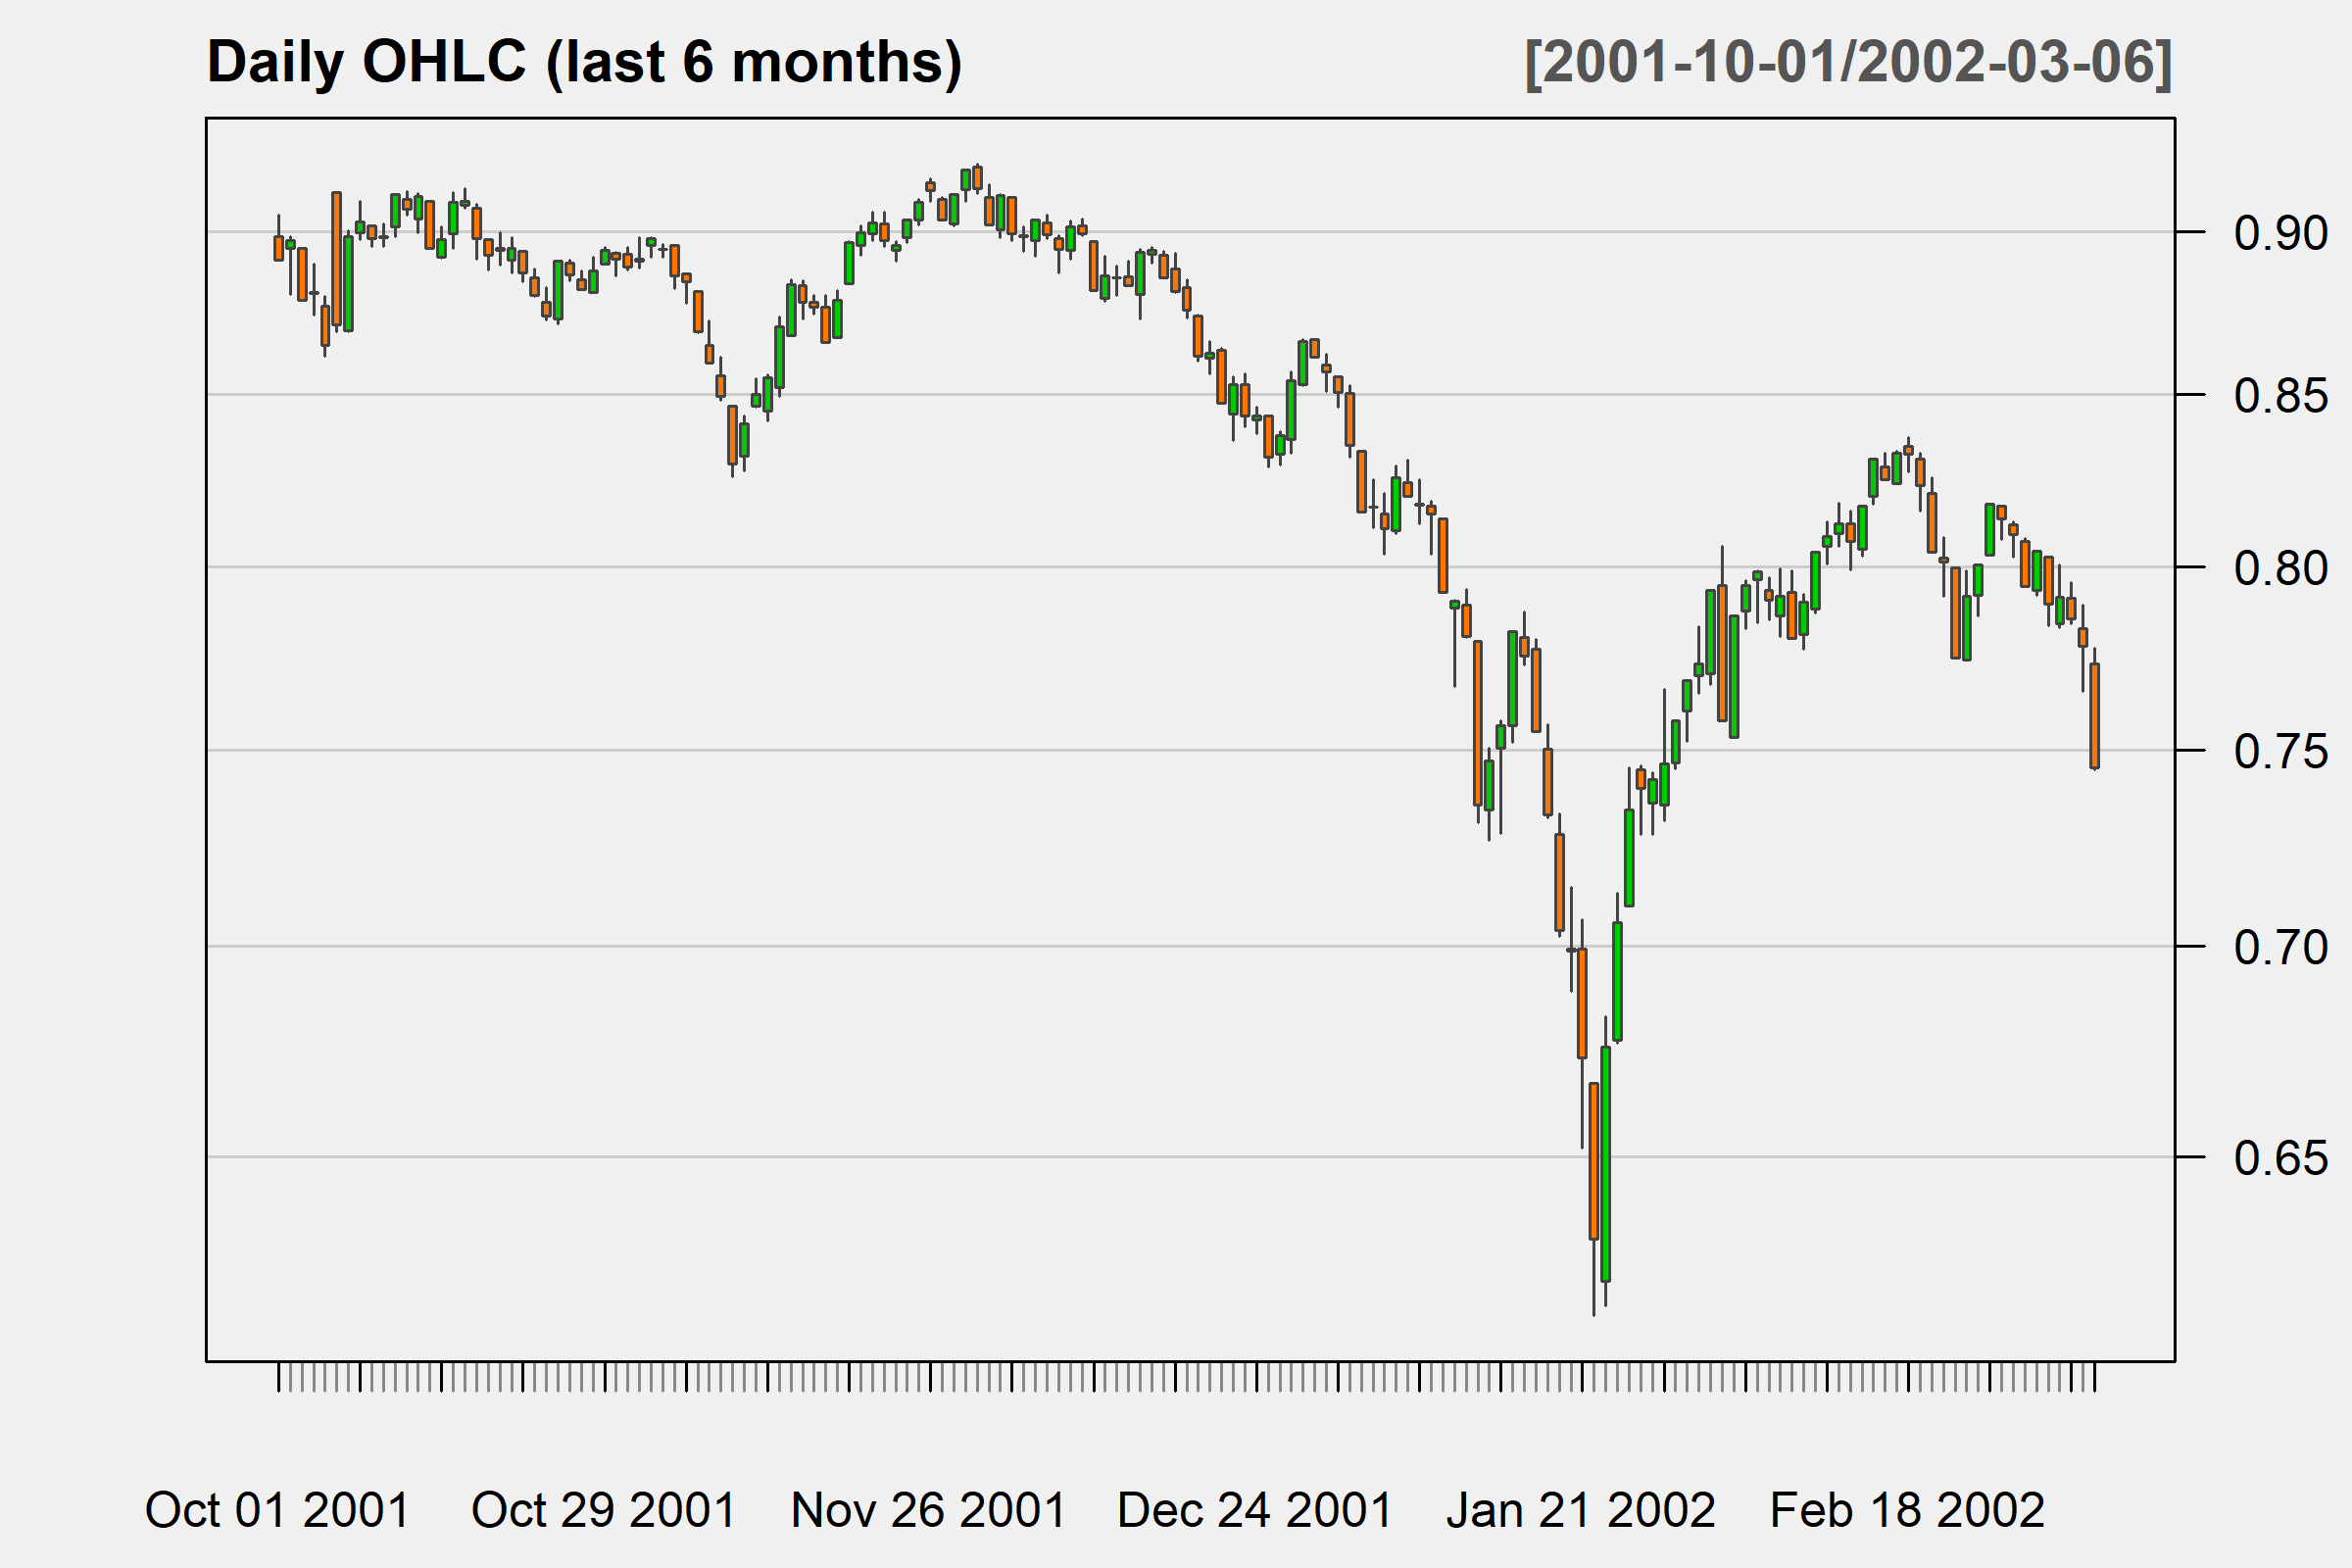 Daily OHLC (last 6 months)
[2001-10-01/2002-03-06]
0.90
0.85
0.80
0.75
0.70
0.65
Oct 01 2001
Oct 29 2001
Nov 26 2001
Dec 24 2001
Jan 21 2002
Feb 18 2002